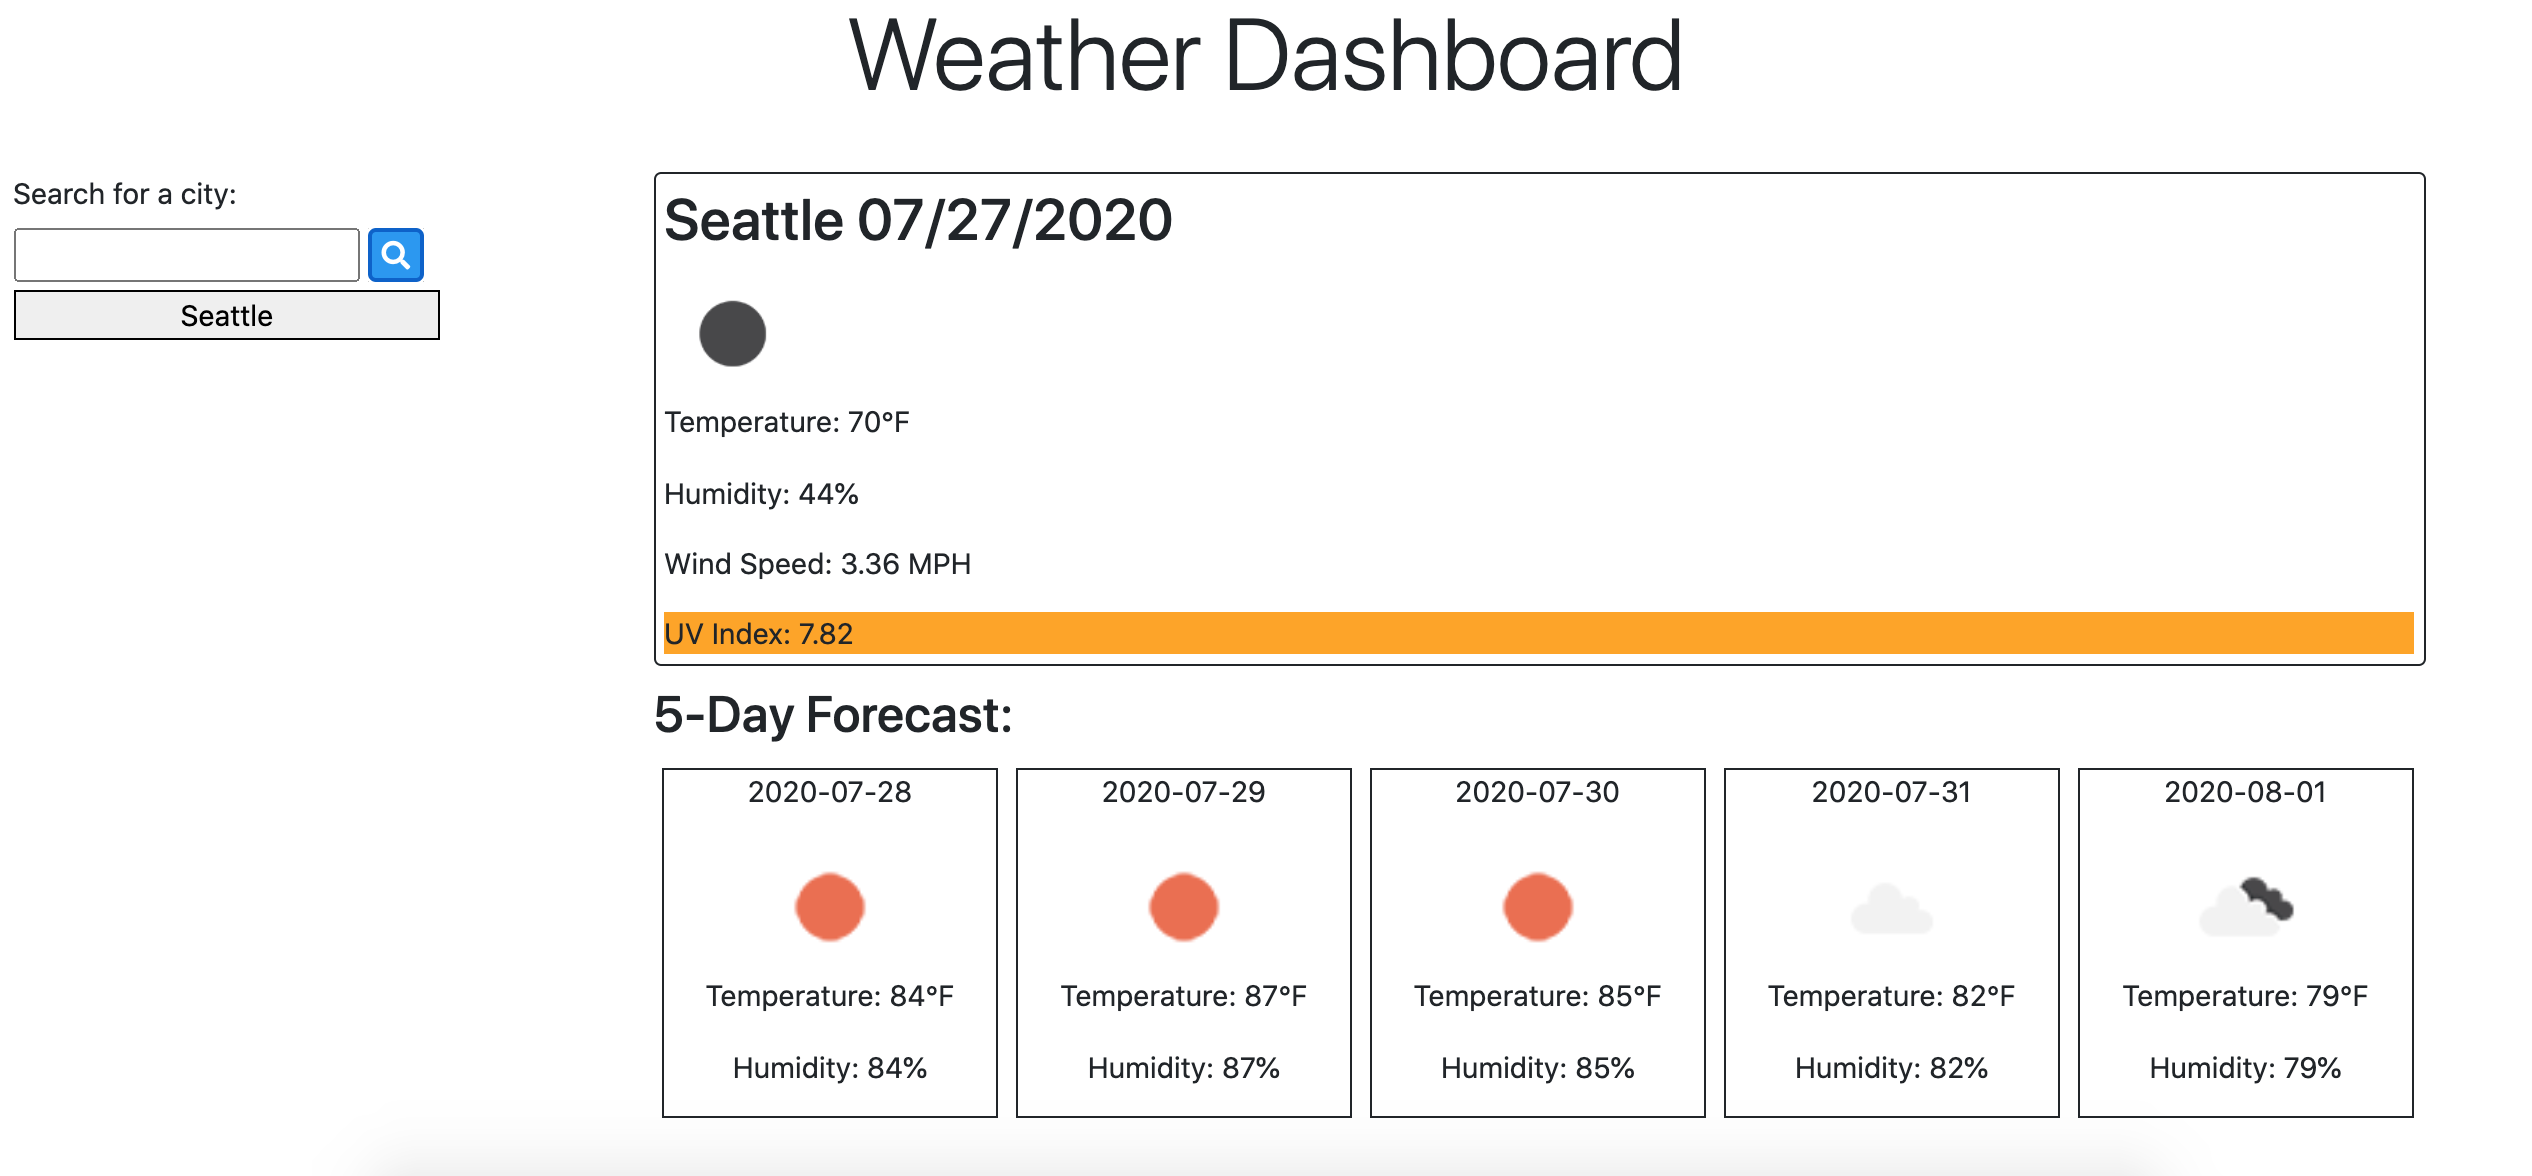 Weather Dashboard
Search for a city:
Seattle
Seattle 07/27/2020
Temperature: 70°F
Humidity: 44%
Wind Speed: 3.36 MPH
UV Index: 7.82
5-Day Forecast:
2020-07-28
Temperature: 84°F
Humidity: 84%
2020-07-29
Temperature: 87°F
Humidity: 87%
2020-07-30
Temperature: 85°F
Humidity: 85%
2020-07-31
Temperature: 82°F
Humidity: 82%
2020-08-01
Temperature: 79°F
Humidity: 79%